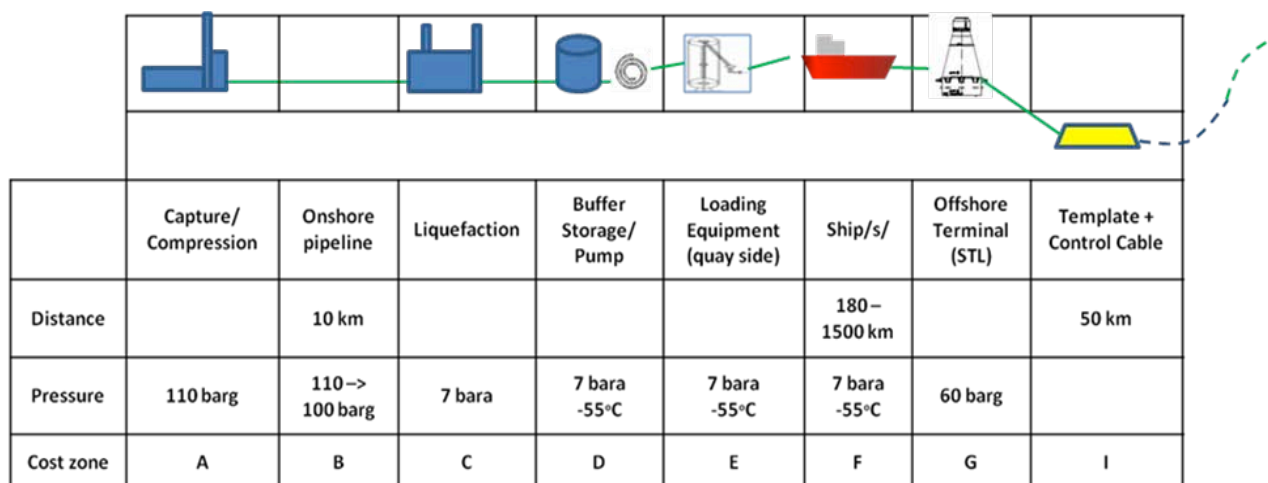 Capture/
Compression
Onshore
pipeline
Liquefaction
Buffer
Storage/
Pump
Loading
Equipment
(quay side)
Ship/s/
Offshore
Terminal
(STL)
Template +
Control Cable
Distance
10 km
180 –
1500 km
50 km
Pressure
110 barg
110 –>
100 barg
7 bara
7 bara
-55°C
7 bara
-55°C
7 bara
-55°C
60 barg
Cost zone
A
B
C
D
E
F
G
I